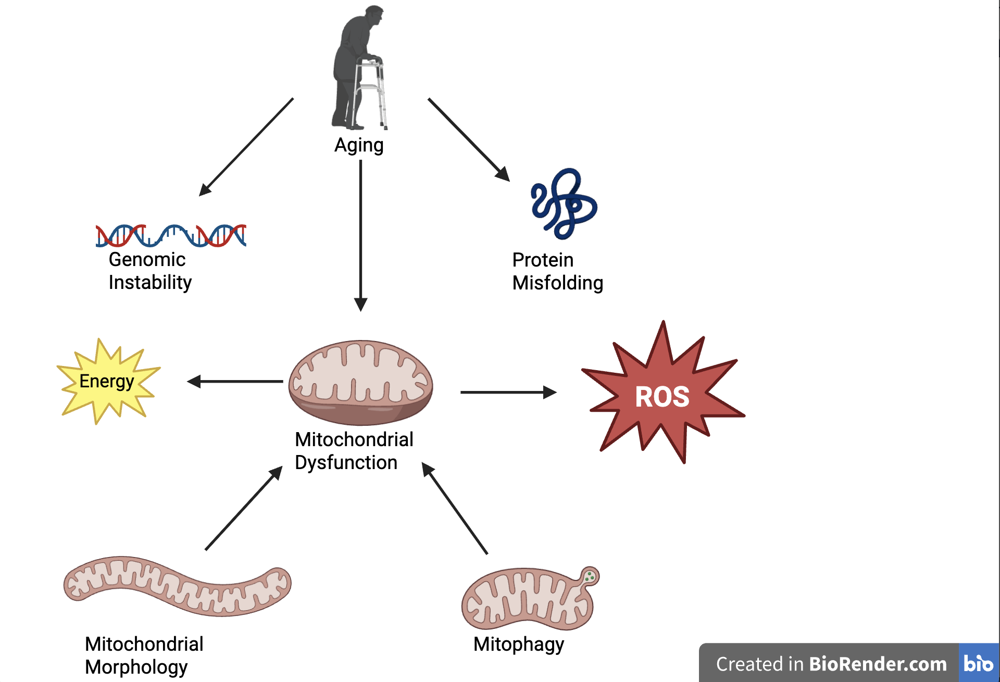 Aging
Genomic
Instability
Protein
Misfolding
Energy
ROS
Mitochondrial
Dysfunction
Mitochondrial
Morphology
Mitophagy
Created in BioRender.com bio